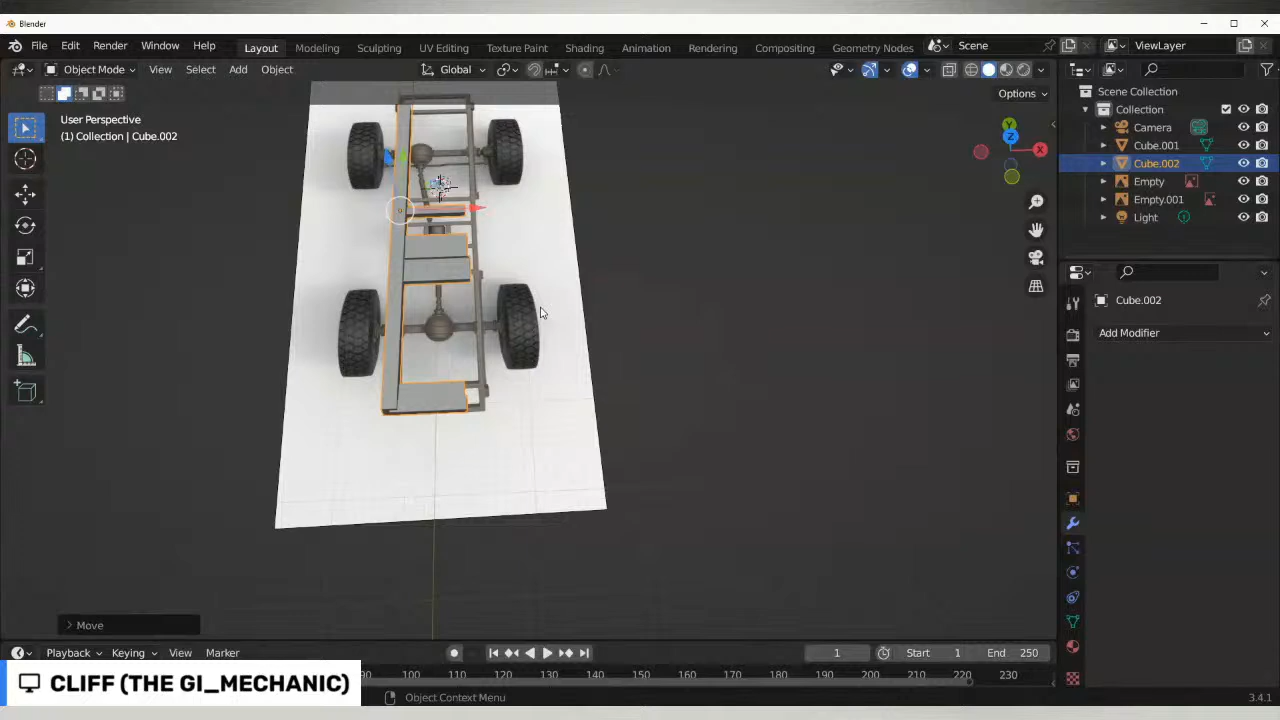 Blender
File Edit Render Window Help
Layout Modeling Sculpting UV Editing Texture Paint Shading Animation Rendering Compositing Geometry Nodes
Scene
ViewLayer
Object Mode View Select Add Object
Global
Options
User Perspective
(1) Collection | Cube.002
X
Y
Z
Scene Collection
Collection
Camera
Cube.001
Cube.002
Empty
Empty.001
Light
Cube.002
Add Modifier
Move
Playback Keying View Marker
1
Start 1
End 250
90 100 110 120 130 140 150 160 170 180 190 200 210 220 230
CLIFF (THE GI_MECHANIC)
Object Context Menu
3.4.1